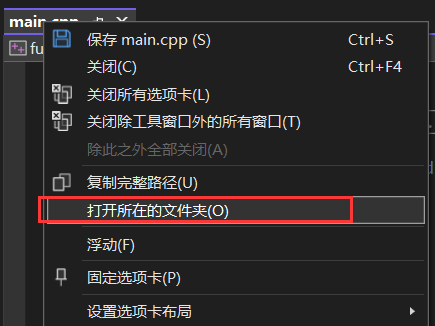 main.cpp
fu
保存 main.cpp (S) Ctrl+S
关闭(C) Ctrl+F4
关闭所有选项卡(L)
关闭除工具窗口外的所有窗口(T)
除此之外全部关闭(A)
复制完整路径(U)
打开所在的文件夹(O)
浮动(F)
固定选项卡(P)
设置选项卡布局